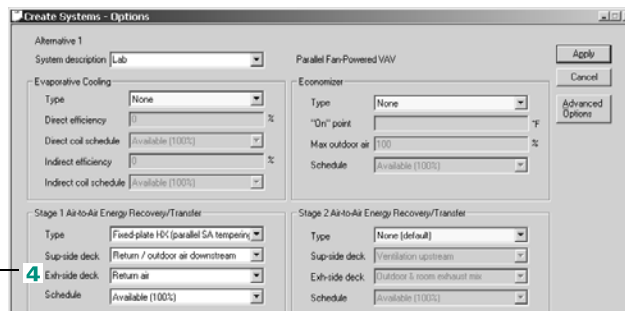 Create Systems - Options
Alternative 1
System description Lab Parallel Fan-Powered VAV
Apply
Cancel
Advanced Options
Evaporative Cooling
Type None
Direct efficiency 0 %
Direct coil schedule Available (100%)
Indirect efficiency 0 %
Indirect coil schedule Available (100%)
Economizer
Type None
"On" point °F
Max outdoor air 100 %
Schedule Available (100%)
Stage 1 Air-to-Air Energy Recovery/Transfer
Type Fixed-plate HX (parallel SA tempering
Sup-side deck Return / outdoor air downstream
4 Exh-side deck Return air
Schedule Available (100%)
Stage 2 Air-to-Air Energy Recovery/Transfer
Type None (default)
Sup-side deck Ventilation upstream
Exh-side deck Outdoor & room exhaust mix
Schedule Available (100%)